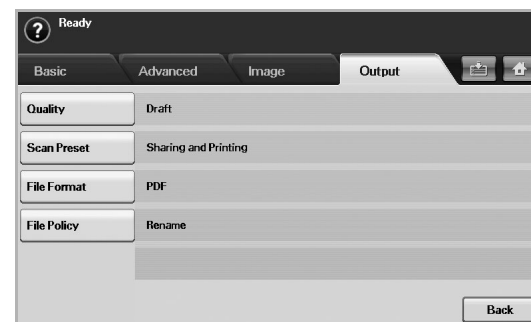 ? Ready
Basic Advanced Image Output
Quality Draft
Scan Preset Sharing and Printing
File Format PDF
File Policy Rename
Back